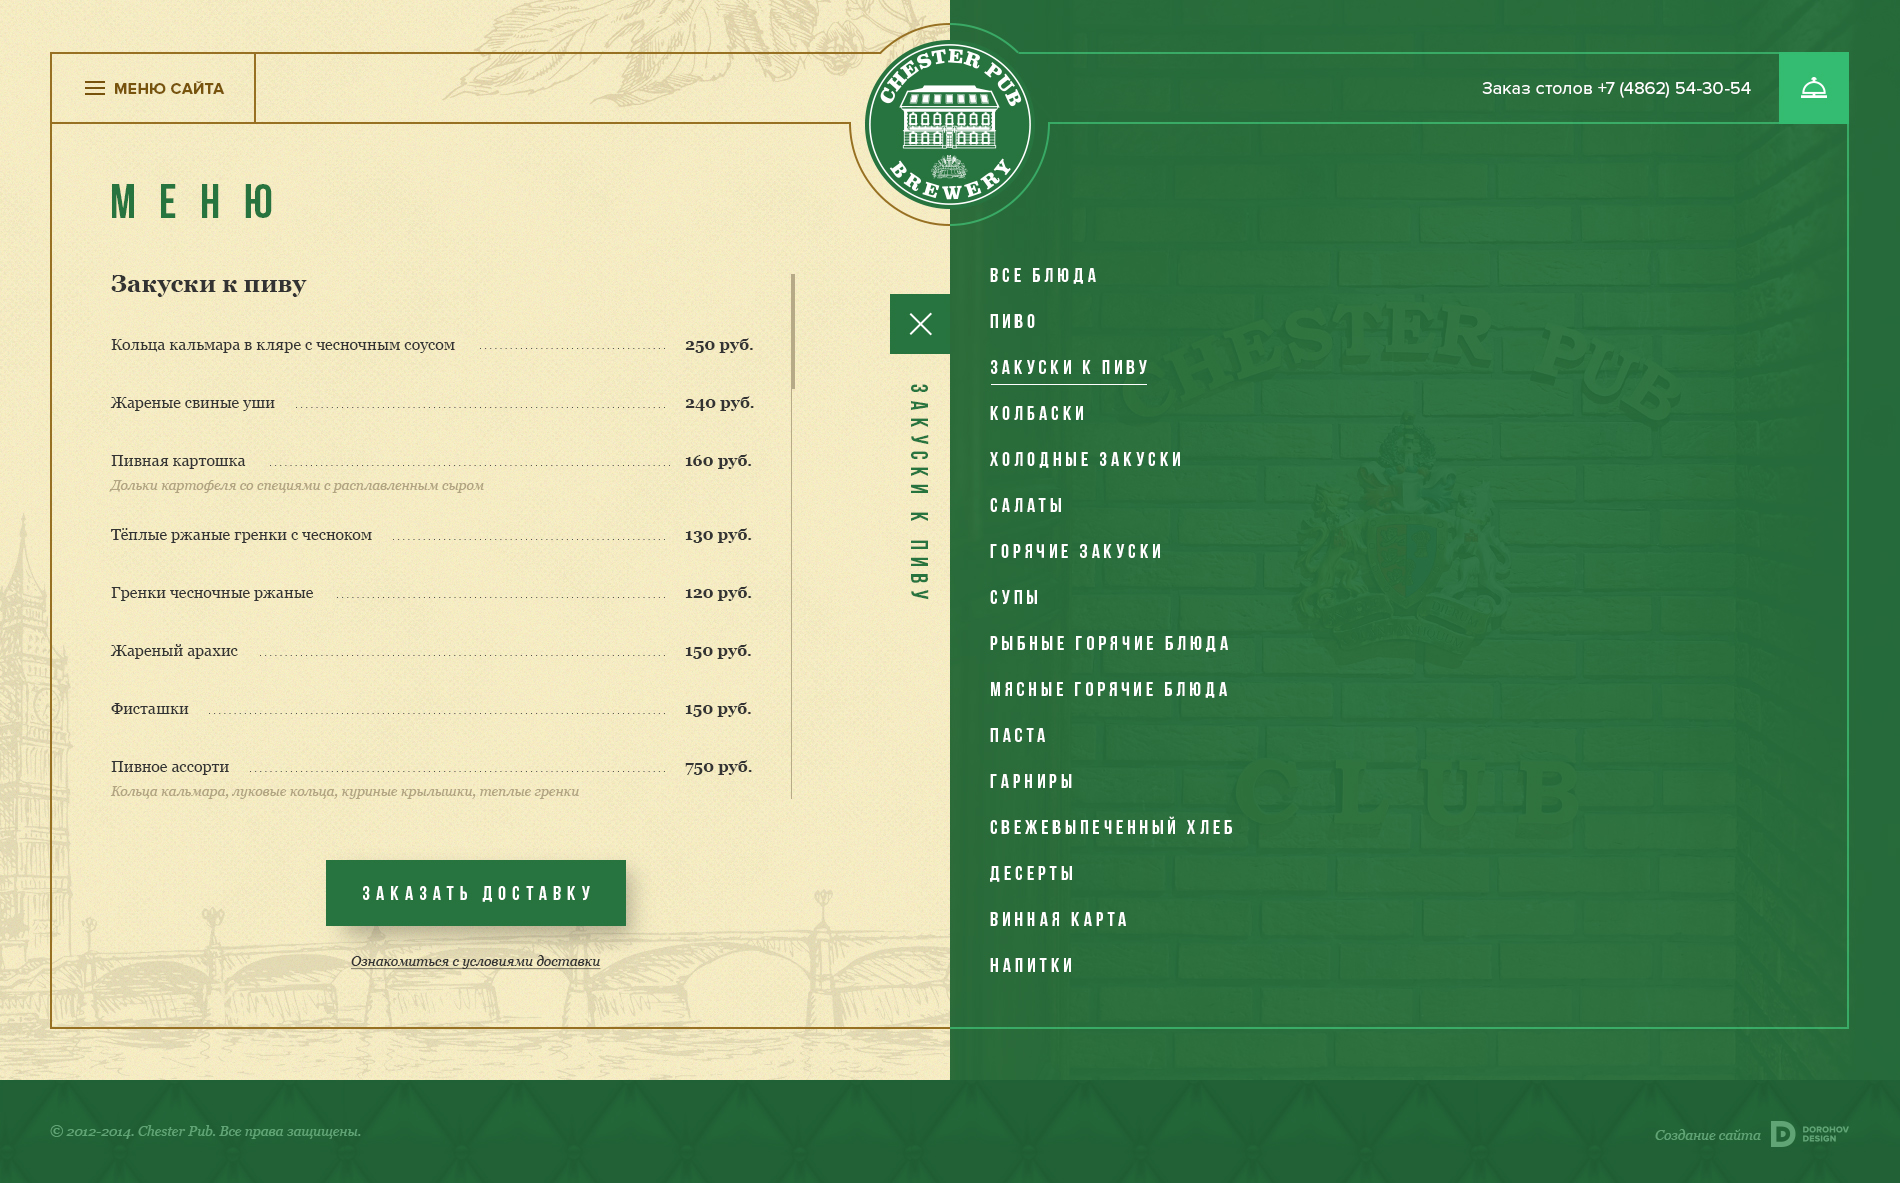 МЕНЮ САЙТА
CHESTER PUB
BREWERY
Заказ столов +7 (4862) 54-30-54
МЕНЮ
Закуски к пиву
Кольца кальмара в кляре с чесночным соусом 250 руб.
Жареные свиные уши 240 руб.
Пивная картошка 160 руб.
Дольки картофеля со специями с расплавленным сыром
Тёплые ржаные гренки с чесноком 130 руб.
Гренки чесночные ржаные 120 руб.
Жареный арахис 150 руб.
Фисташки 150 руб.
Пивное ассорти 750 руб.
Кольца кальмара, луковые кольца, куриные крылышки, теплые гренки
ЗАКАЗАТЬ ДОСТАВКУ
Ознакомиться с условиями доставки
ЗАКУСКИ К ПИВУ
ВСЕ БЛЮДА
ПИВО
ЗАКУСКИ К ПИВУ
КОЛБАСКИ
ХОЛОДНЫЕ ЗАКУСКИ
САЛАТЫ
ГОРЯЧИЕ ЗАКУСКИ
СУПЫ
РЫБНЫЕ ГОРЯЧИЕ БЛЮДА
МЯСНЫЕ ГОРЯЧИЕ БЛЮДА
ПАСТА
ГАРНИРЫ
СВЕЖЕВЫПЕЧЕННЫЙ ХЛЕБ
ДЕСЕРТЫ
ВИННАЯ КАРТА
НАПИТКИ
CHESTER PUB
CLUB
© 2012-2014. Chester Pub. Все права защищены.
Создание сайта
DOROHOV
DESIGN